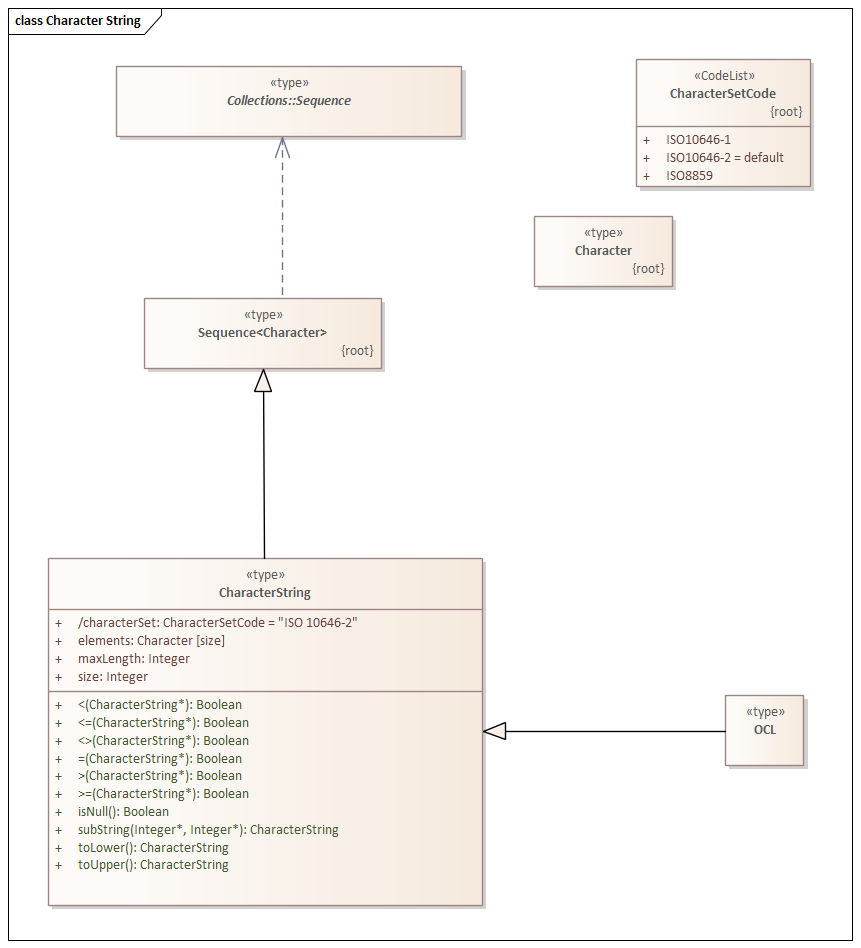 class Character String
«type»
Collections::Sequence
«CodeList»
CharacterSetCode
{root}
+ ISO10646-1
+ ISO10646-2 = default
+ ISO8859
«type»
Character
{root}
«type»
Sequence<Character>
{root}
«type»
CharacterString
+ /characterSet: CharacterSetCode = "ISO 10646-2"
+ elements: Character [size]
+ maxLength: Integer
+ size: Integer
+ <(CharacterString*): Boolean
+ <=(CharacterString*): Boolean
+ <>(CharacterString*): Boolean
+ =(CharacterString*): Boolean
+ >(CharacterString*): Boolean
+ >=(CharacterString*): Boolean
+ isNull(): Boolean
+ subString(Integer*, Integer*): CharacterString
+ toLower(): CharacterString
+ toUpper(): CharacterString
«type»
OCL